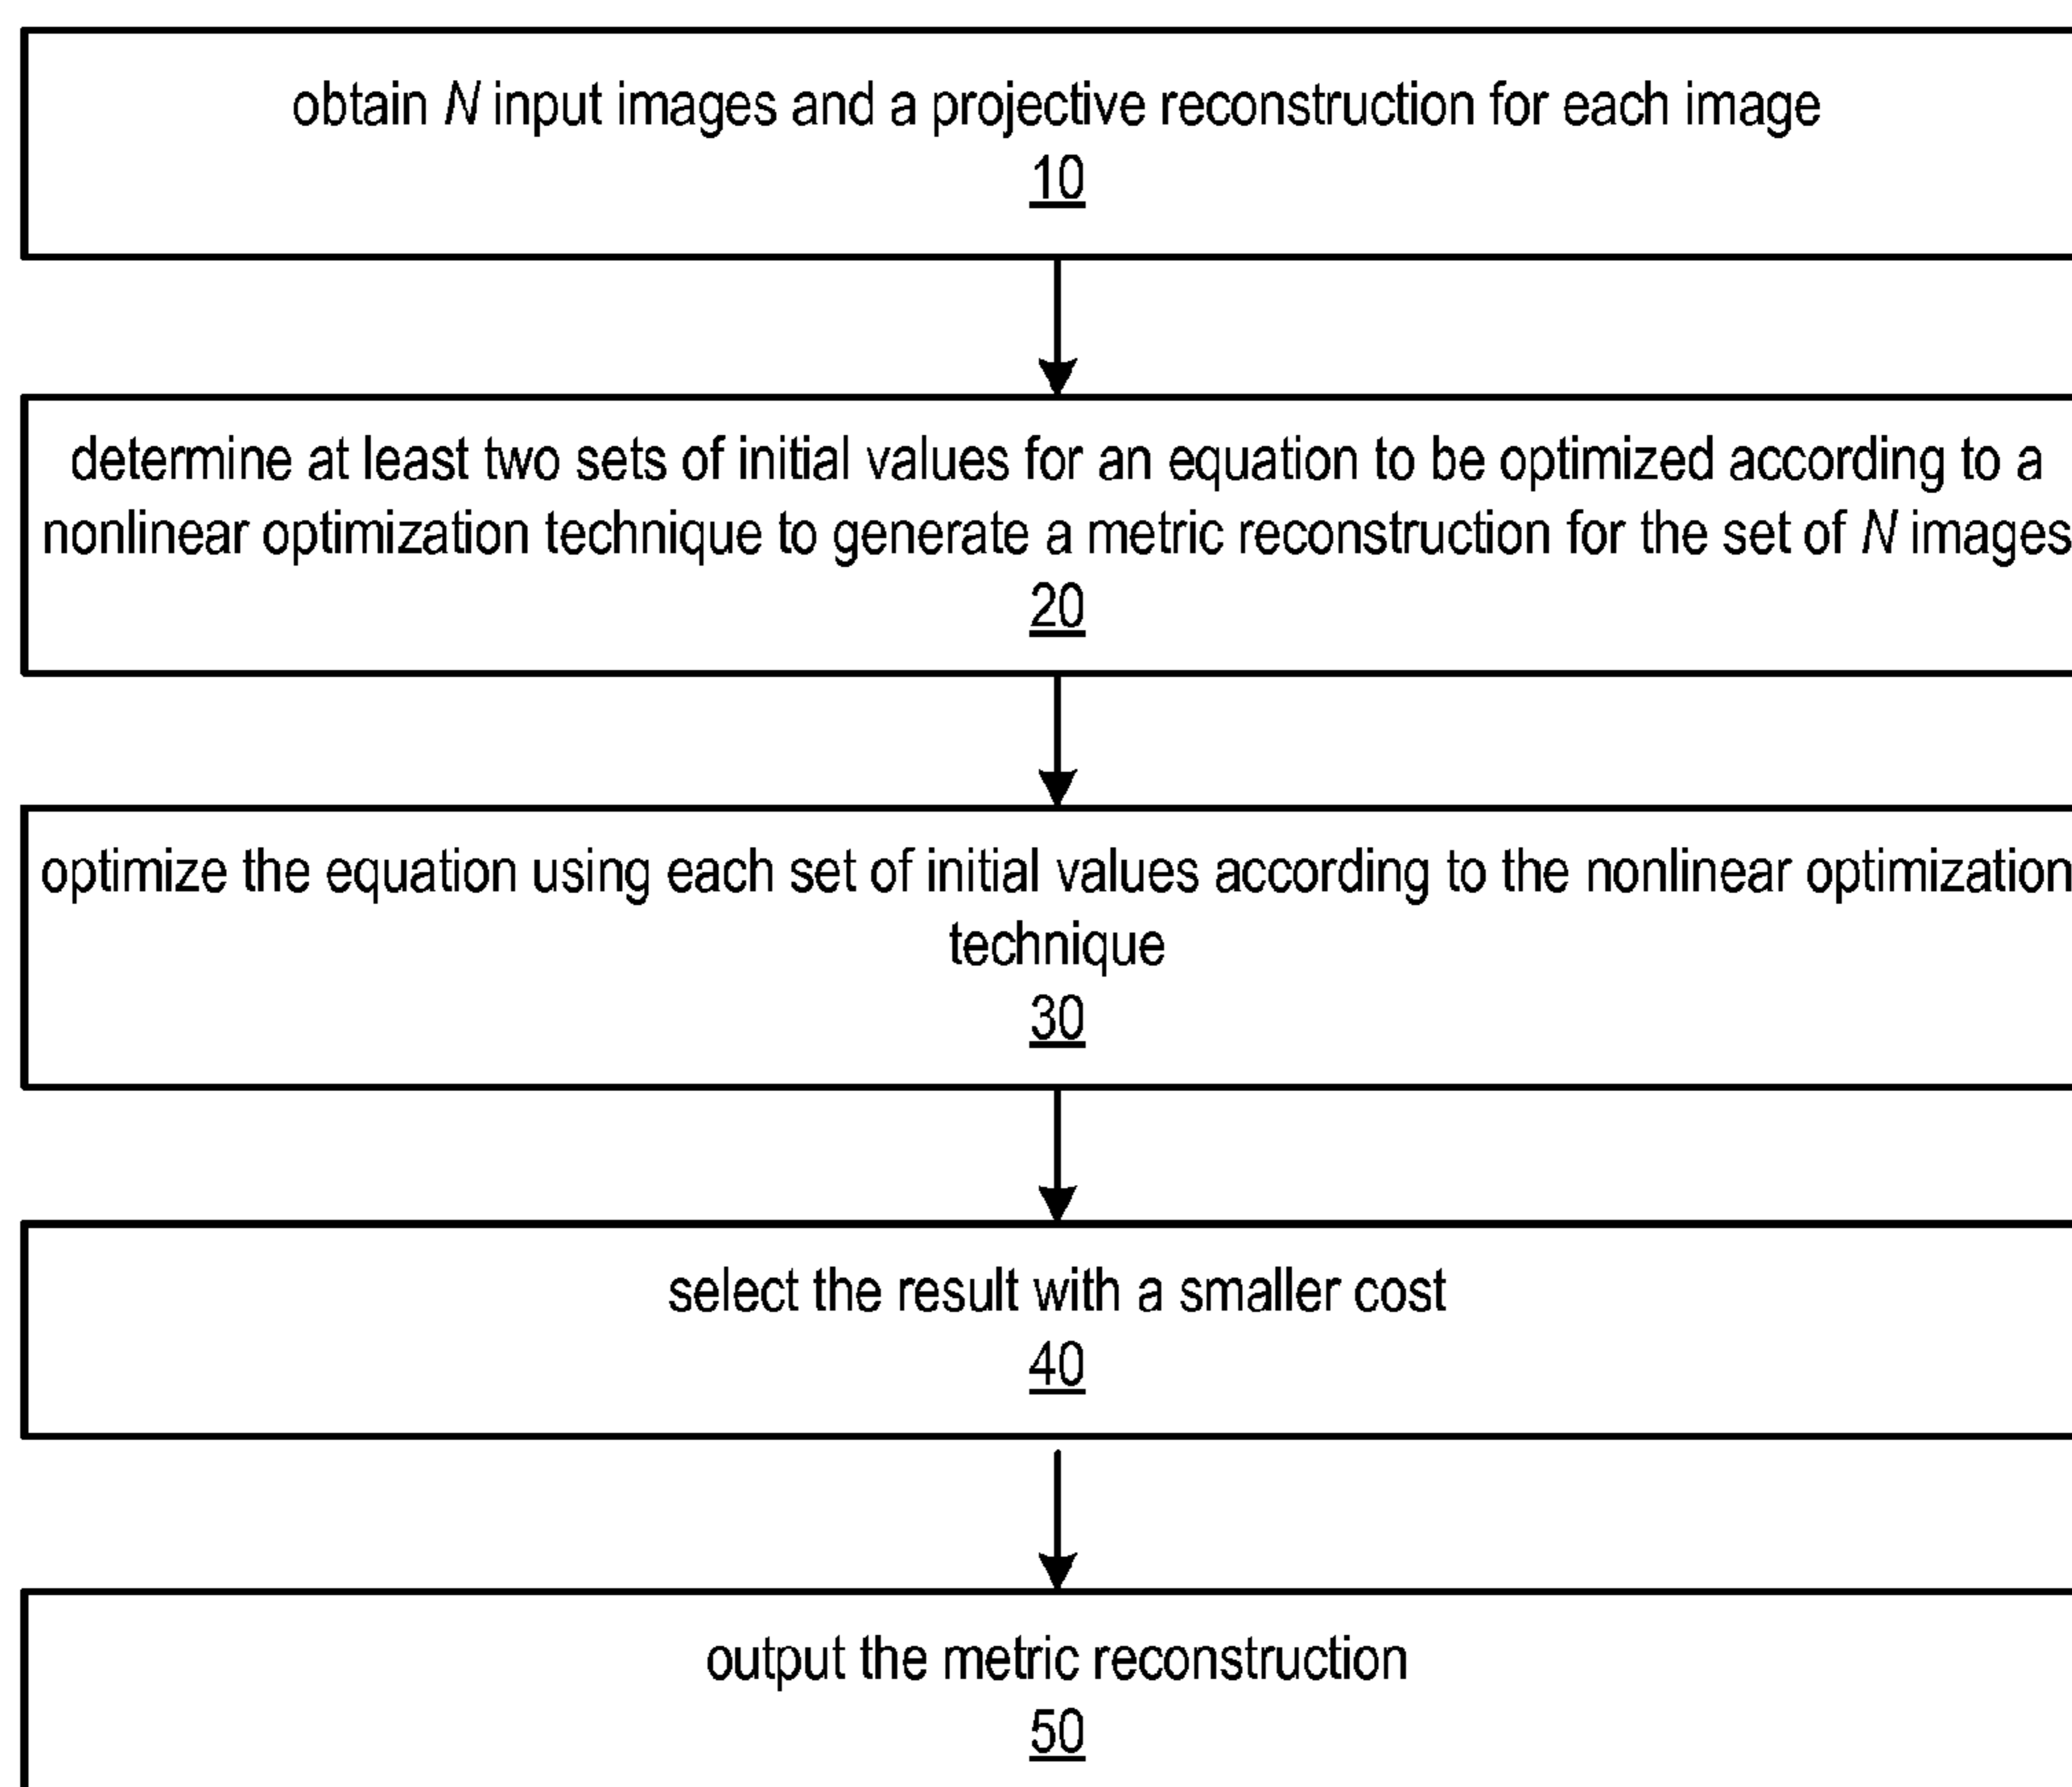 obtain N input images and a projective reconstruction for each image
10
determine at least two sets of initial values for an equation to be optimized according to a
nonlinear optimization technique to generate a metric reconstruction for the set of N images
20
optimize the equation using each set of initial values according to the nonlinear optimization
technique
30
select the result with a smaller cost
40
output the metric reconstruction
50